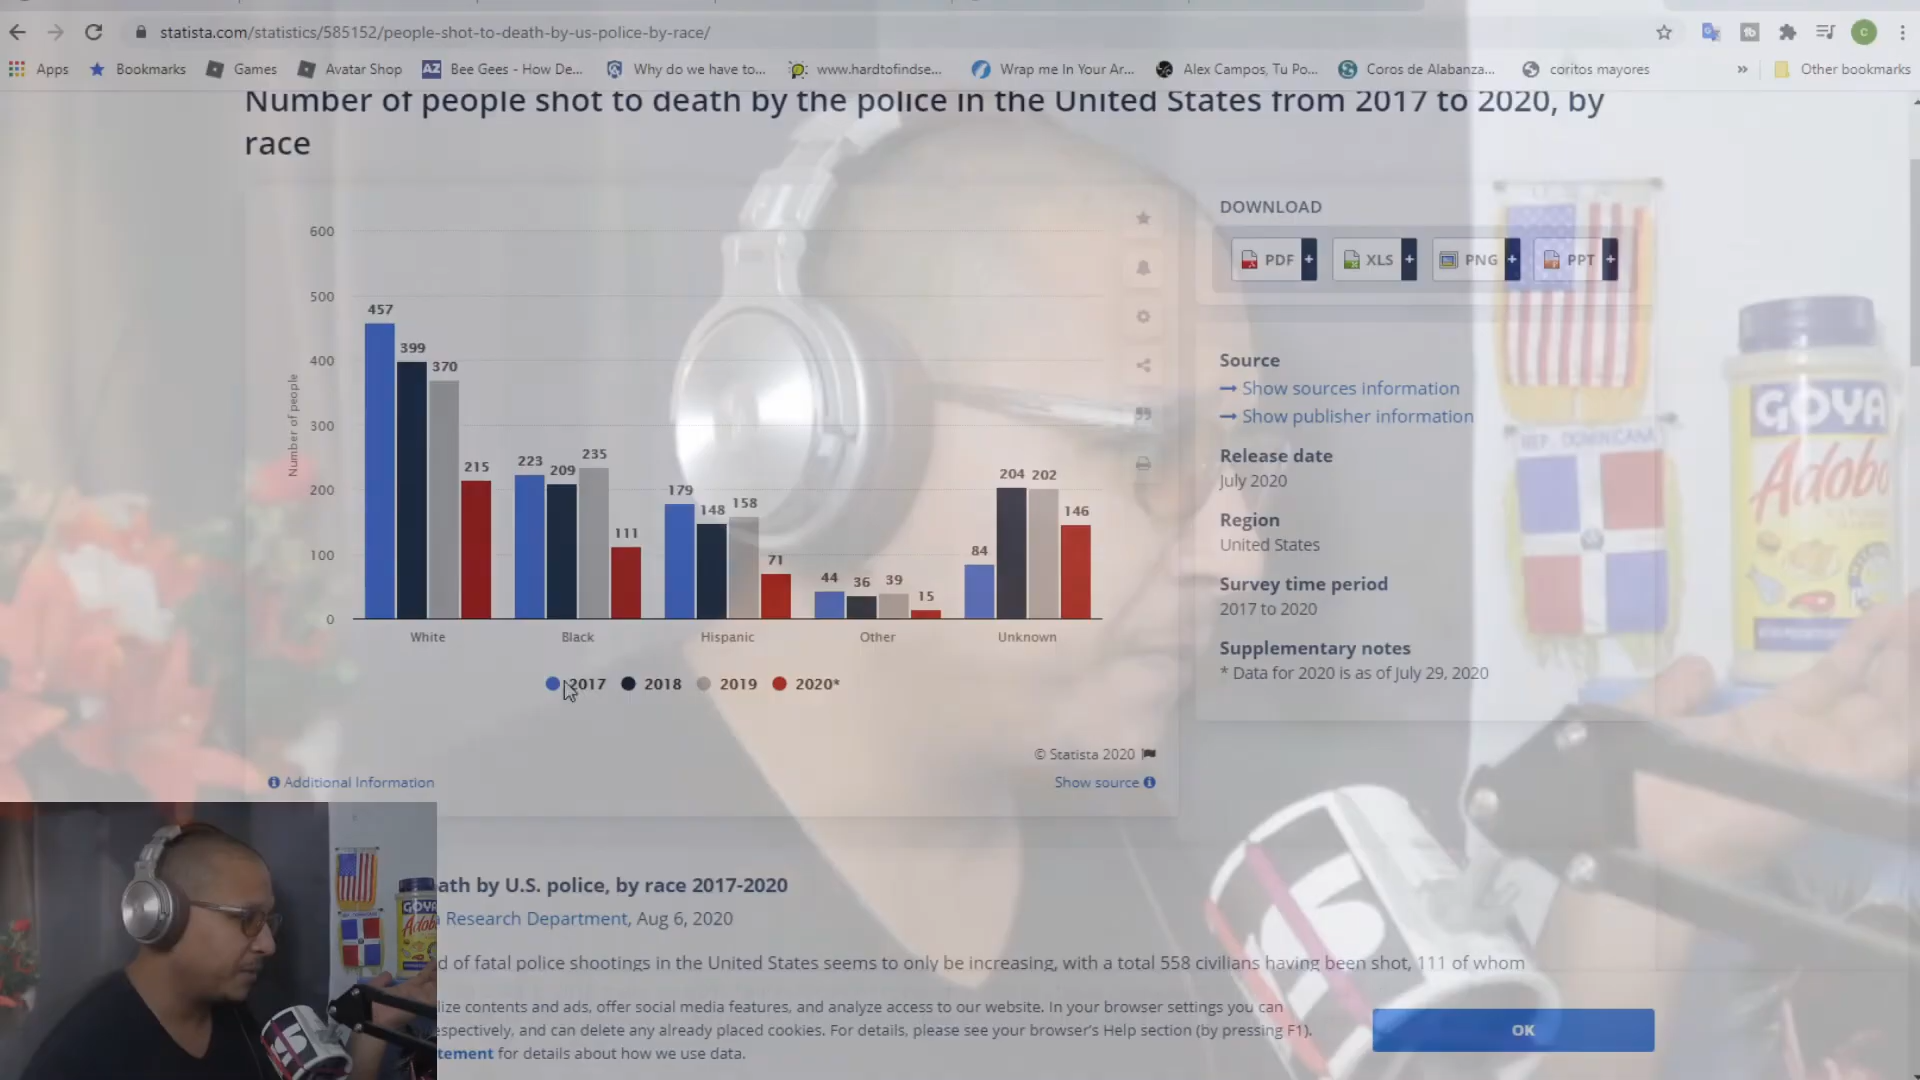 statista.com/statistics/585152/people-shot-to-death-by-us-police-by-race/
Apps Bookmarks Games Avatar Shop Bee Gees - How De... Why do we have to... www.hardtofindse... Wrap me In Your Ar... Alex Campos, Tu Po... Coros de Alabanza... coritos mayores » Other bookmarks
Number of people shot to death by the police in the United States from 2017 to 2020, by
race
DOWNLOAD
PDF + XLS + PNG + PPT +
Number of people
600
500
400
300
200
100
0
457 399 370 215
223 209 235 111
179 148 158 71
44 36 39 15
84 204 202 146
White Black Hispanic Other Unknown
2017 2018 2019 2020*
© Statista 2020
Additional Information
Show source
Source
Show sources information
Show publisher information
Release date
July 2020
Region
United States
Survey time period
2017 to 2020
Supplementary notes
* Data for 2020 is as of July 29, 2020
REP. DOMINICANA
GOYA
Adobo
ath by U.S. police, by race 2017-2020
Research Department, Aug 6, 2020
d of fatal police shootings in the United States seems to only be increasing, with a total 558 civilians having been shot, 111 of whom
lize contents and ads, offer social media features, and analyze access to our website. In your browser settings you can
espectively, and can delete any already placed cookies. For details, please see your browser's Help section (by pressing F1).
tement for details about how we use data.
OK
GOYA
Adobo